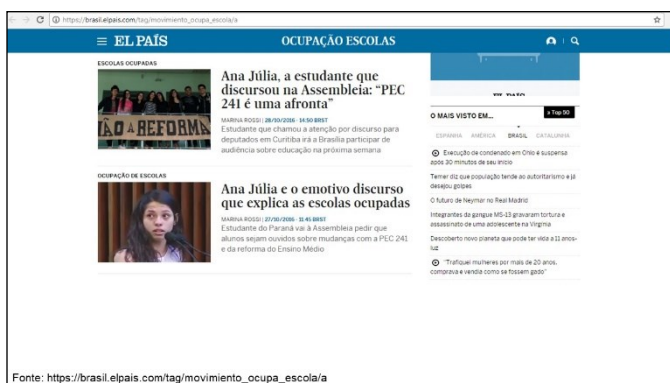 https://brasil.elpais.com/tag/movimiento_ocupa_escola/a
EL PAÍS
OCUPAÇÃO ESCOLAS
ESCOLAS OCUPADAS
NÃO A REFORMA
Ana Júlia, a estudante que
discursou na Assembleia: “PEC
241 é uma afronta”
MARINA ROSSI | 28/10/2016 - 14:50 BRST
Estudante que chamou a atenção por discurso para
deputados em Curitiba irá a Brasília participar de
audiência sobre educação na próxima semana
OCUPAÇÃO DE ESCOLAS
Ana Júlia e o emotivo discurso
que explica as escolas ocupadas
MARINA ROSSI | 27/10/2016 - 11:45 BRST
Estudante do Paraná vai à Assembleia pedir que
alunos sejam ouvidos sobre mudanças com a PEC 241
e da reforma do Ensino Médio
O MAIS VISTO EM...
» Top 50
ESPANHA AMÉRICA BRASIL CATALUNHA
Execução de condenado em Ohio é suspensa
após 30 minutos de seu início
Temer diz que população tende ao autoritarismo e já
desejou golpes
O futuro de Neymar no Real Madrid
Integrantes da gangue MS-13 gravaram tortura e
assassinato de uma adolescente na Virginia
Descoberto novo planeta que pode ter vida a 11 anos-
luz
“Trafiquei mulheres por mais de 20 anos,
comprava e vendia como se fossem gado”
Fonte: https://brasil.elpais.com/tag/movimiento_ocupa_escola/a